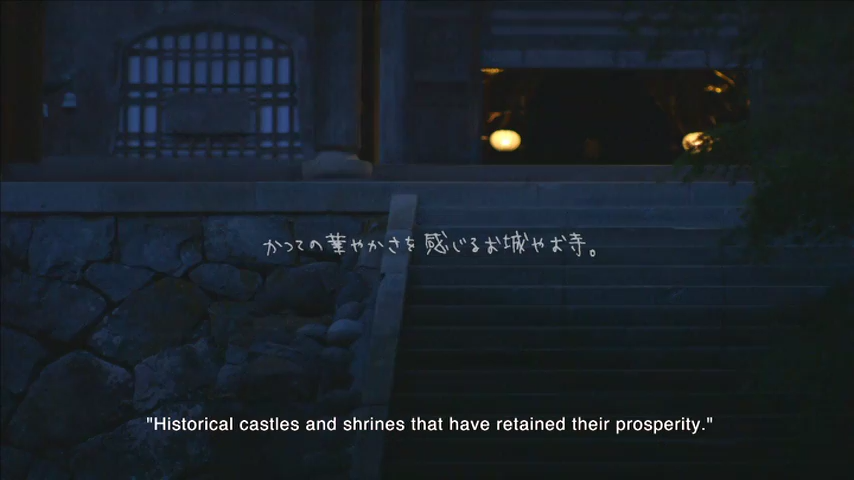 かつての華やかさを感じるお城やお寺。
"Historical castles and shrines that have retained their prosperity."